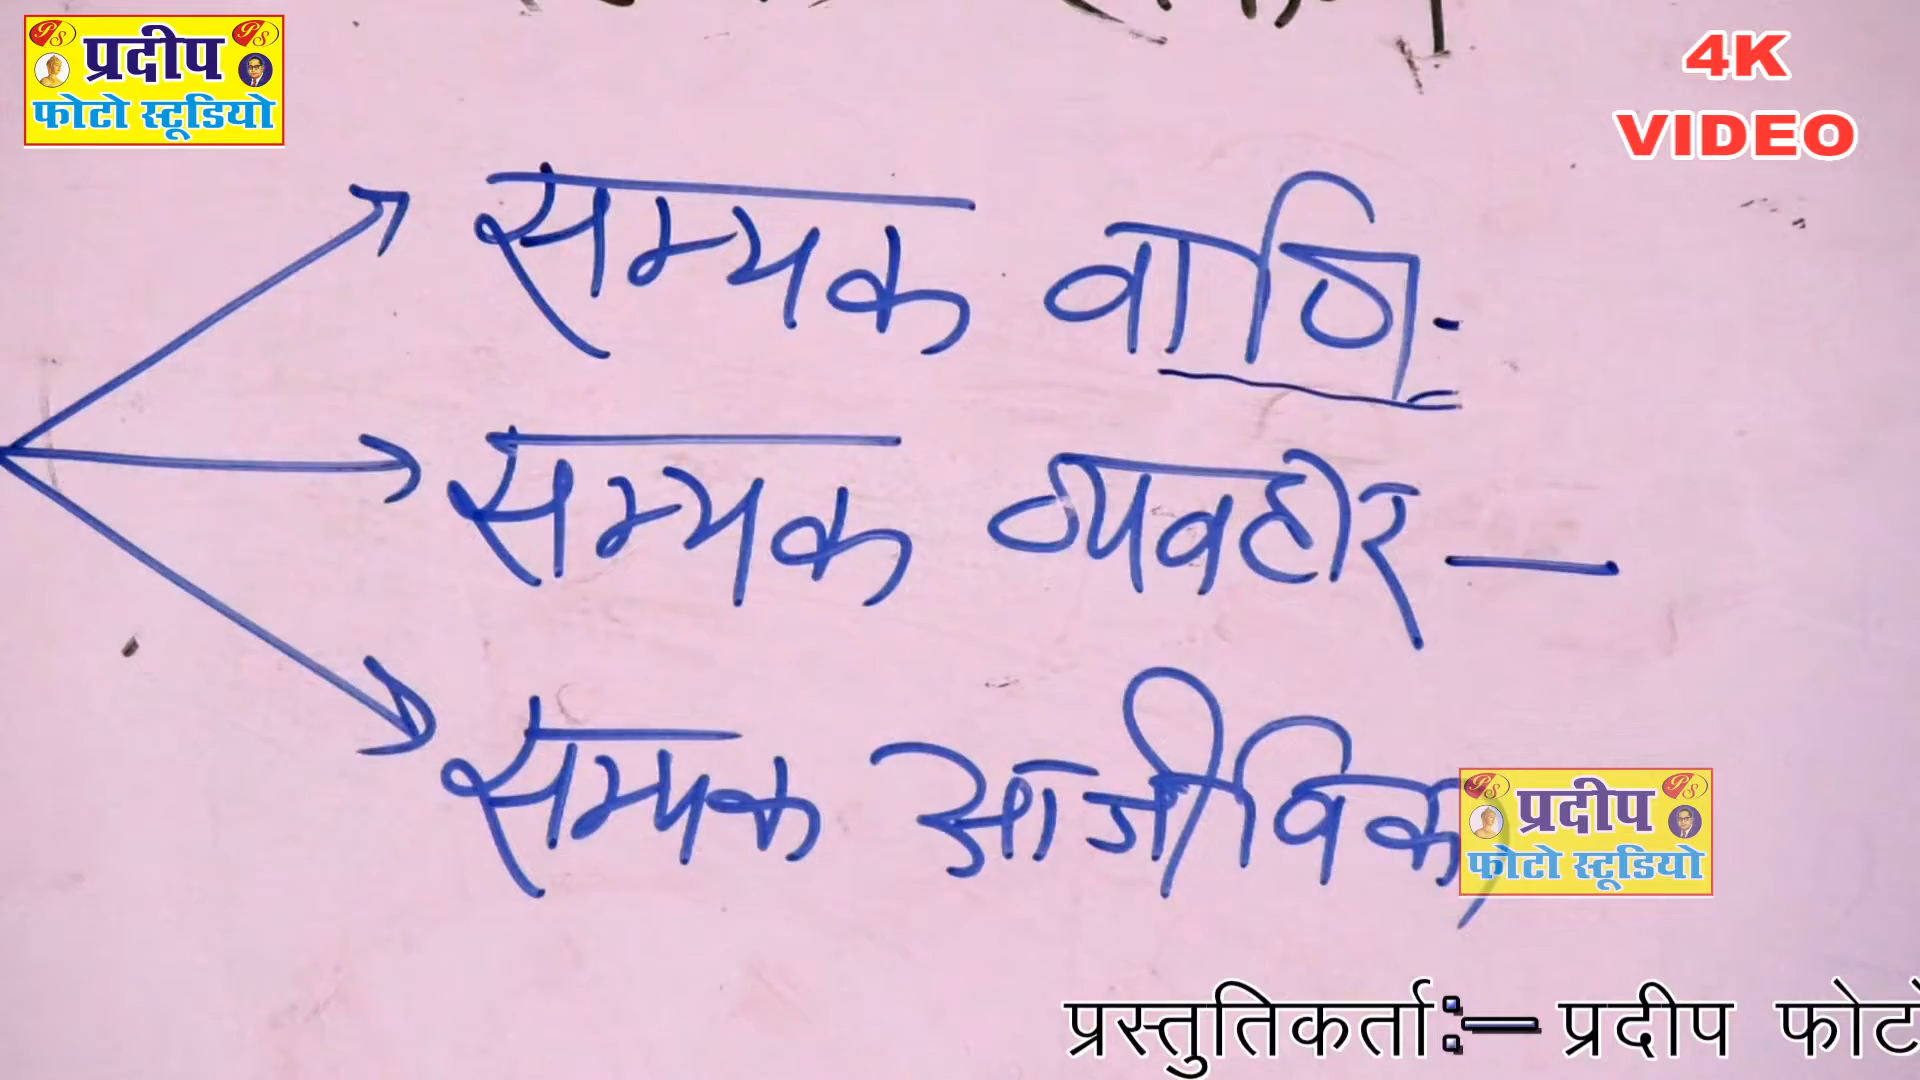 प्रदीप
फोटो स्टूडियो
4K
VIDEO
सम्यक वाणि
सम्यक व्यवहार —
सम्यक आजीविक
प्रदीप
फोटो स्टूडियो
प्रस्तुतिकर्ता:— प्रदीप फोटो